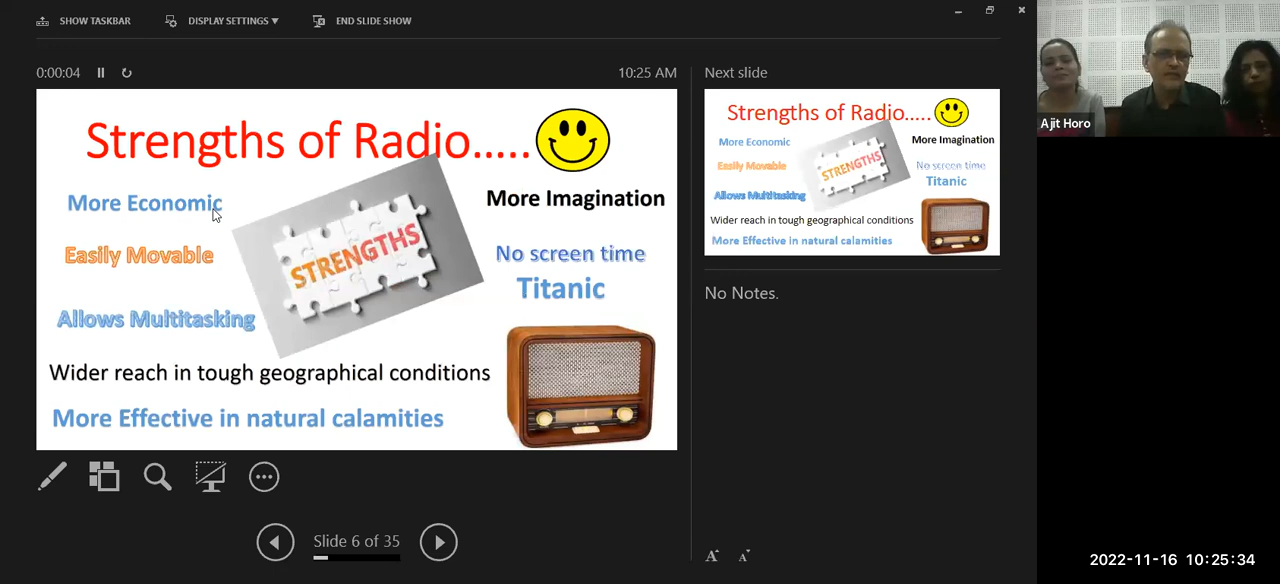 SHOW TASKBAR
DISPLAY SETTINGS ▼
END SLIDE SHOW
0:00:04
10:25 AM
Strengths of Radio.....
More Economic
More Imagination
Easily Movable
STRENGTHS
No screen time
Titanic
Allows Multitasking
Wider reach in tough geographical conditions
More Effective in natural calamities
Slide 6 of 35
Next slide
Strengths of Radio.....
More Economic
More Imagination
Easily Movable
STRENGTHS
No screen time
Titanic
Allows Multitasking
Wider reach in tough geographical conditions
More Effective in natural calamities
No Notes.
A A
Ajit Horo
2022-11-16 10:25:34